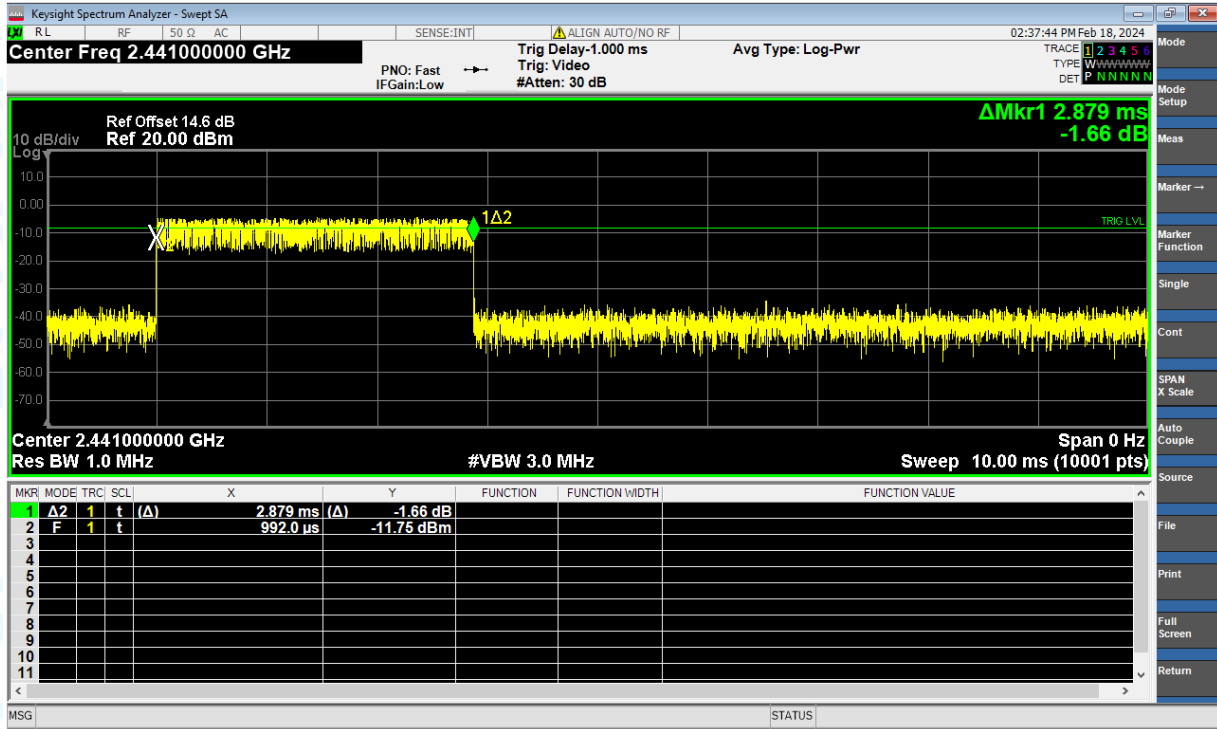 Keysight Spectrum Analyzer - Swept SA
LXI RL RF 50 Ω AC SENSE:INT ALIGN AUTO/NO RF 02:37:44 PM Feb 18, 2024
Center Freq 2.441000000 GHz
PNO: Fast
IFGain:Low
Trig Delay-1.000 ms
Trig: Video
#Atten: 30 dB
Avg Type: Log-Pwr
TRACE 1 2 3 4 5 6
TYPE WWWWWW
DET P N N N N N
ΔMkr1 2.879 ms
-1.66 dB
Ref Offset 14.6 dB
10 dB/div Ref 20.00 dBm
Log
10.0
0.00
-10.0
-20.0
-30.0
-40.0
-50.0
-60.0
-70.0
1Δ2
TRIG LVL
Center 2.441000000 GHz Span 0 Hz
Res BW 1.0 MHz #VBW 3.0 MHz Sweep 10.00 ms (10001 pts)
MKR MODE TRC SCL X Y FUNCTION FUNCTION WIDTH FUNCTION VALUE
1 Δ2 1 t (Δ) 2.879 ms (Δ) -1.66 dB
2 F 1 t 992.0 µs -11.75 dBm
3
4
5
6
7
8
9
10
11
MSG STATUS
Mode
Mode
Setup
Meas
Marker→
Marker
Function
Single
Cont
SPAN
X Scale
Auto
Couple
Source
File
Print
Full
Screen
Return